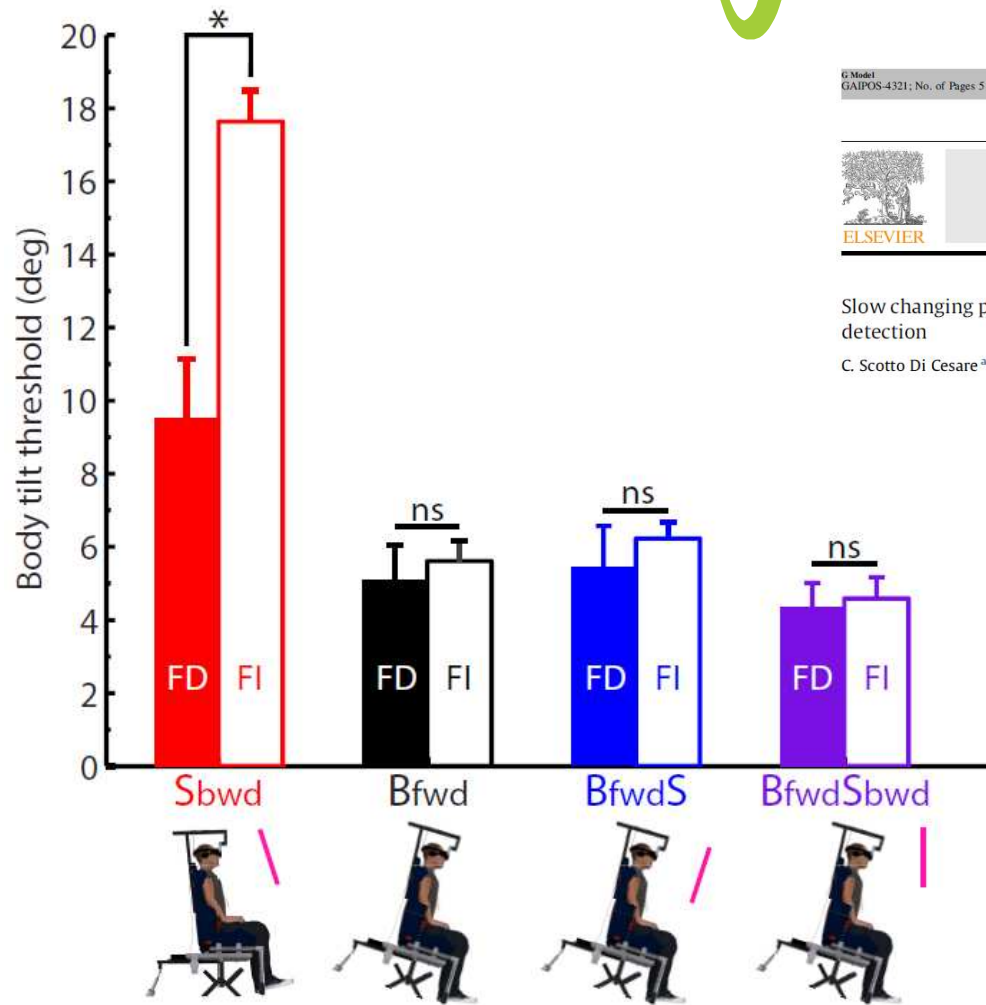 *
20
18
16
14
12
10
8
6
4
2
0
Body tilt threshold (deg)
ns
ns
ns
FD FI
FD FI
FD FI
FD FI
Sbwd
Bfwd
BfwdS
BfwdSbwd
G Model
GAIPOS-4321; No. of Pages 5
ELSEVIER
Slow changing p
detection
C. Scotto Di Cesare a